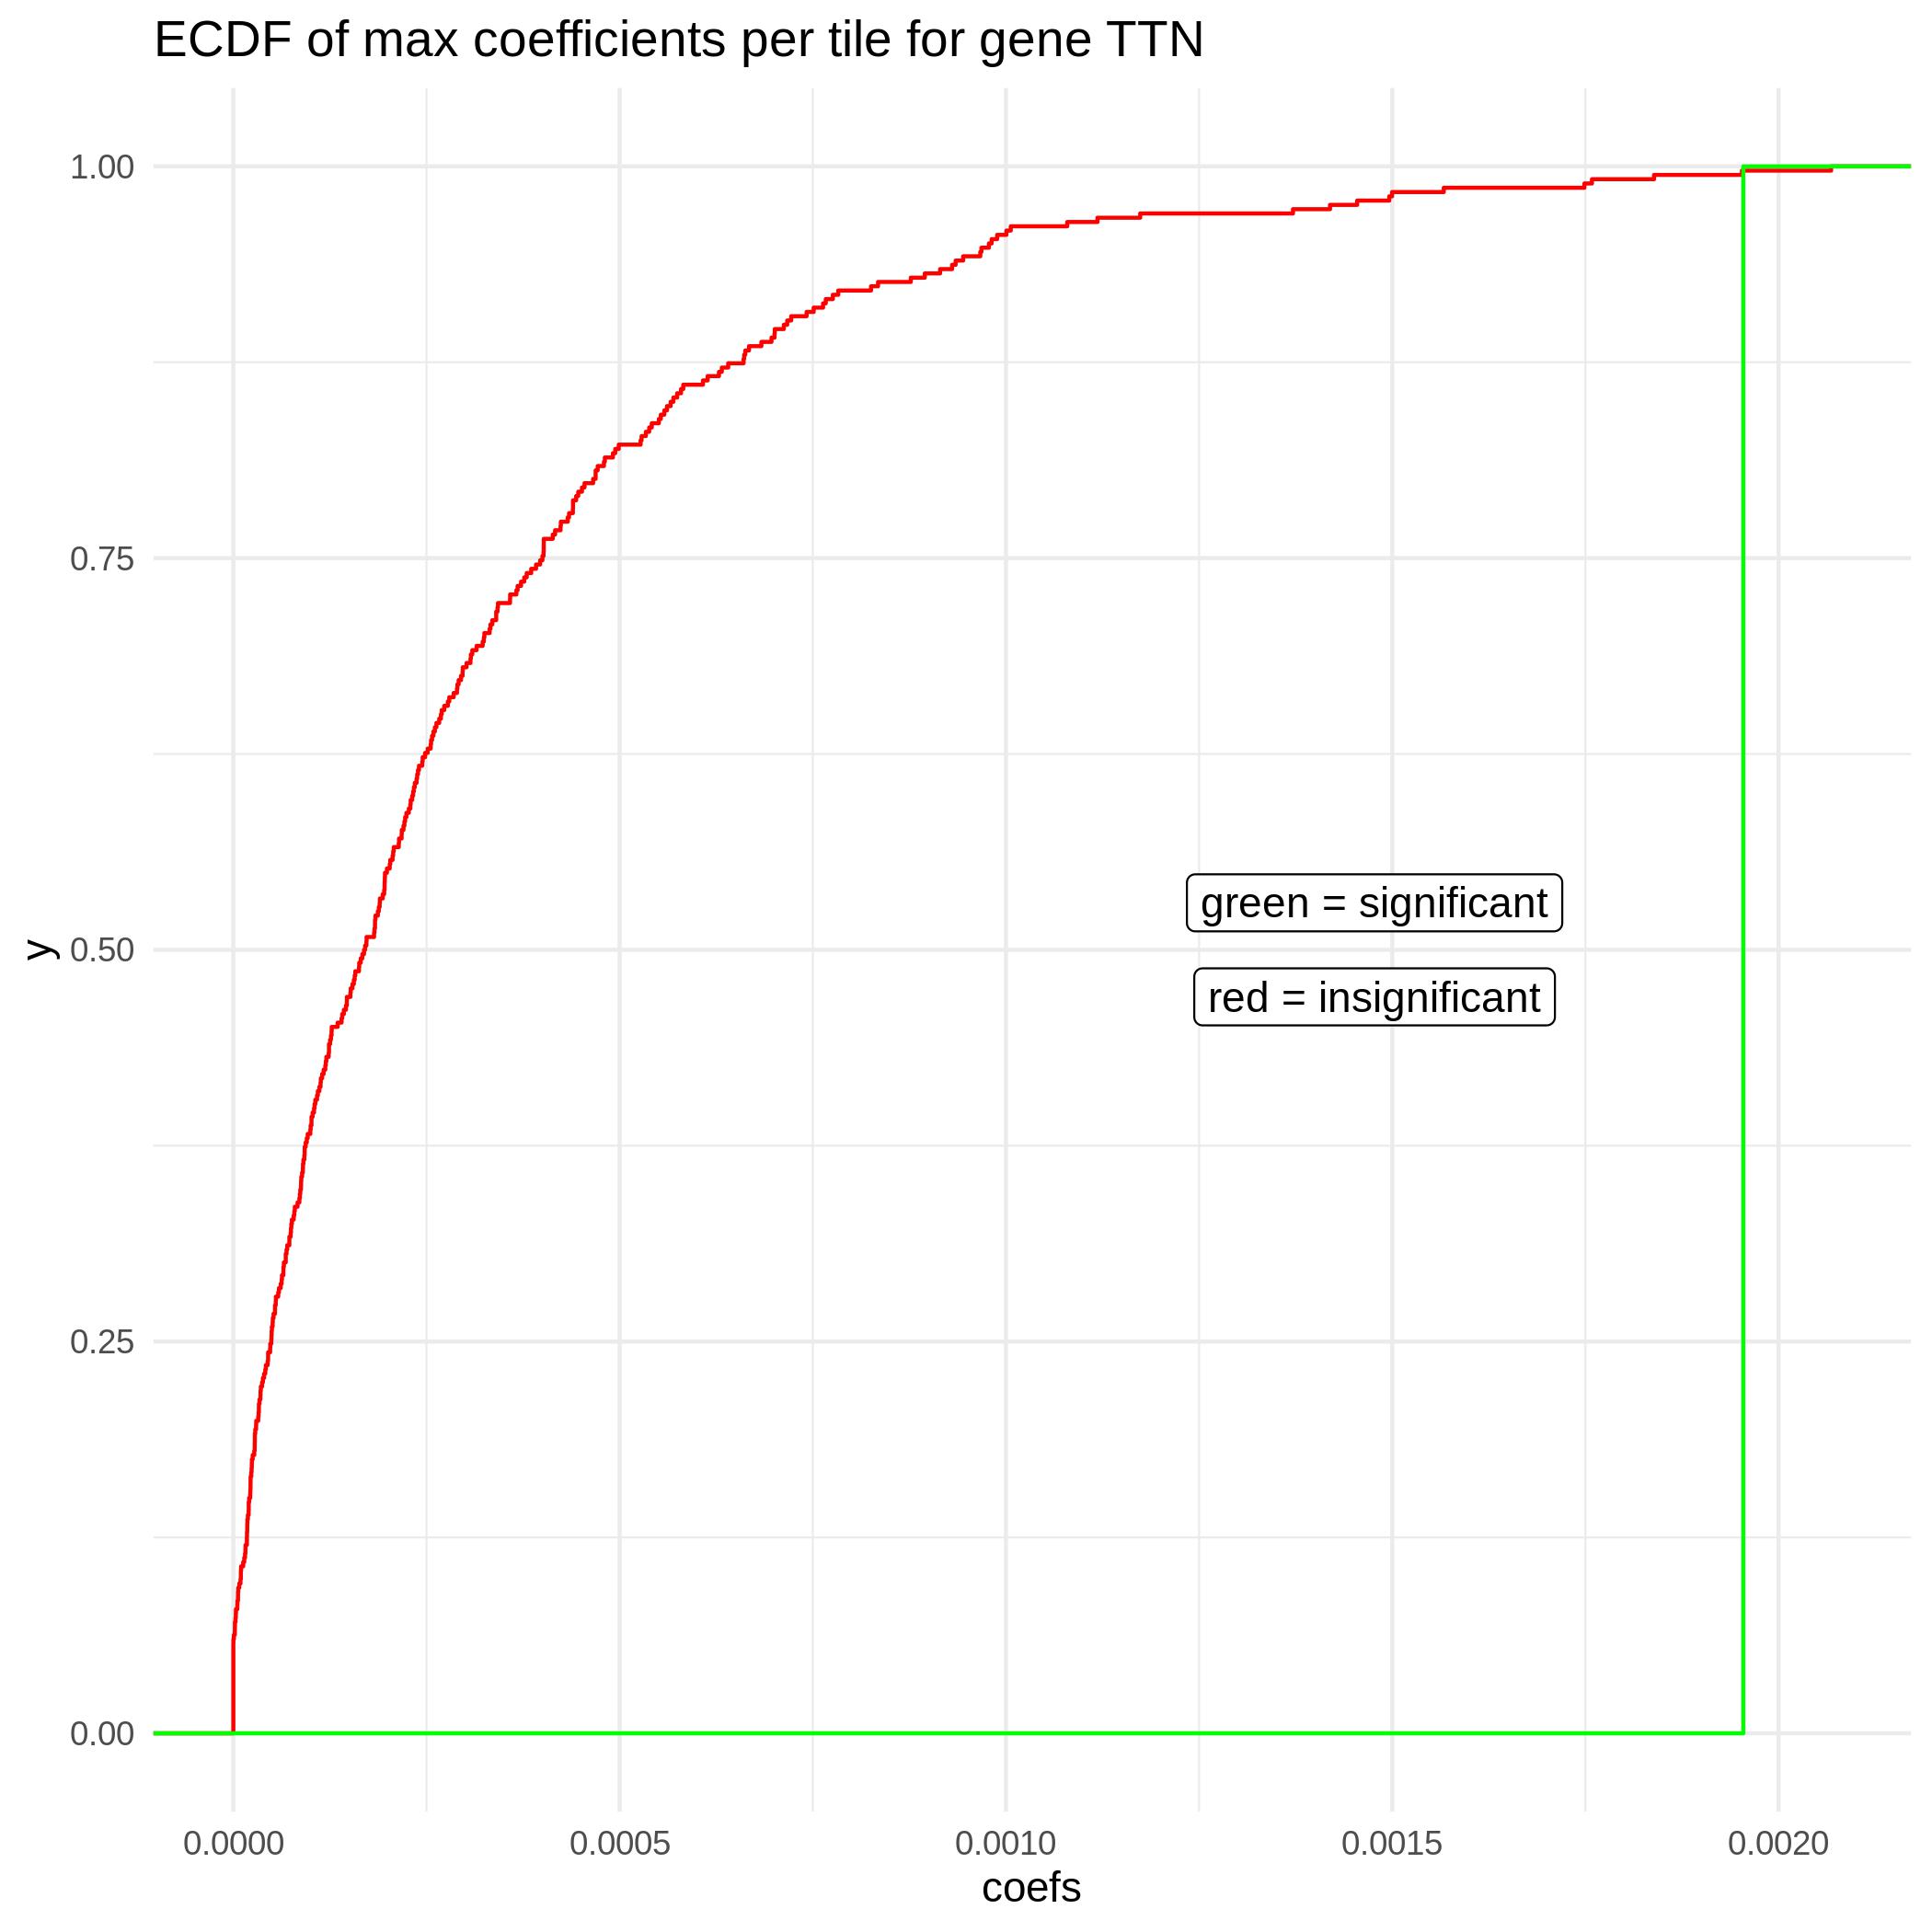 ECDF of max coefficients per tile for gene TTN
1.00
0.75
0.50
0.25
0.00
y
green = significant
red = insignificant
0.0000 0.0005 0.0010 0.0015 0.0020
coefs